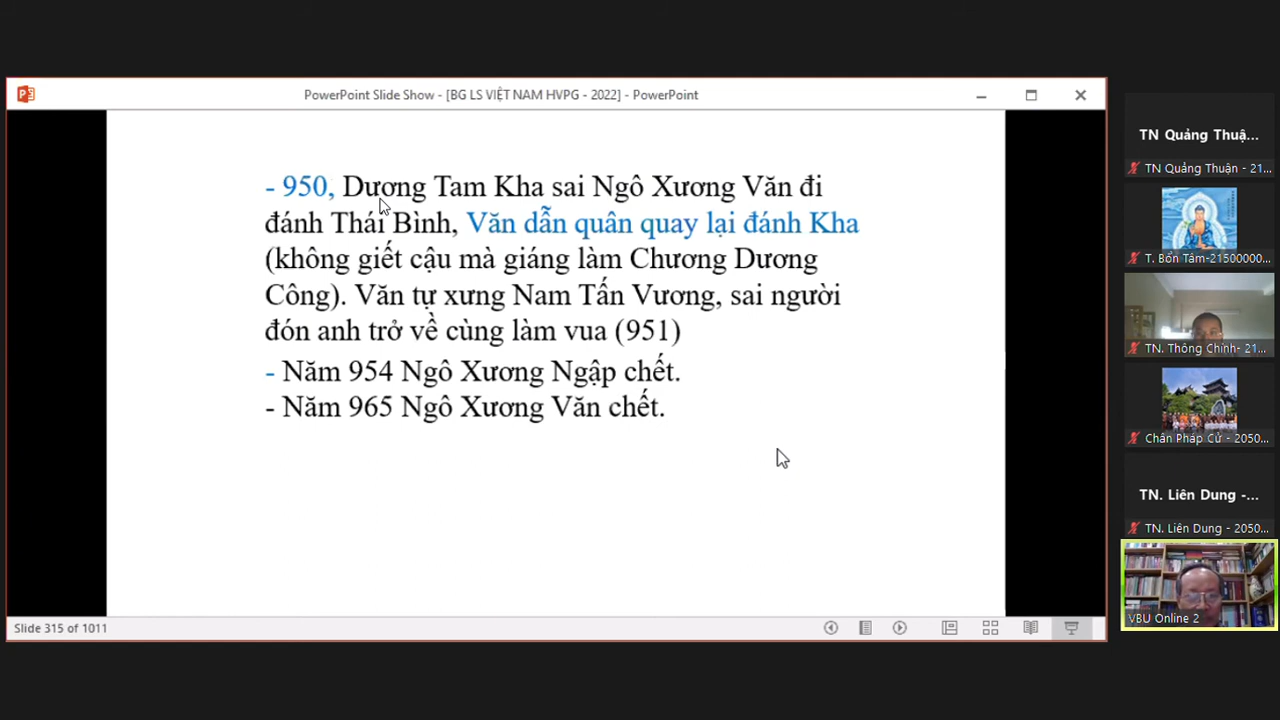 PowerPoint Slide Show - [BG LS VIỆT NAM HVPG - 2022] - PowerPoint
- 950, Dương Tam Kha sai Ngô Xương Văn đi
đánh Thái Bình, Văn dẫn quân quay lại đánh Kha
(không giết cậu mà giáng làm Chương Dương
Công). Văn tự xưng Nam Tấn Vương, sai người
đón anh trở về cùng làm vua (951)
- Năm 954 Ngô Xương Ngập chết.
- Năm 965 Ngô Xương Văn chết.
Slide 315 of 1011
TN Quảng Thuậ...
TN Quảng Thuận - 21...
T. Bổn Tâm-21500000...
TN. Thông Chính- 21...
Chân Pháp Cử - 2050...
TN. Liên Dung -...
TN. Liên Dung - 2050...
VBU Online 2